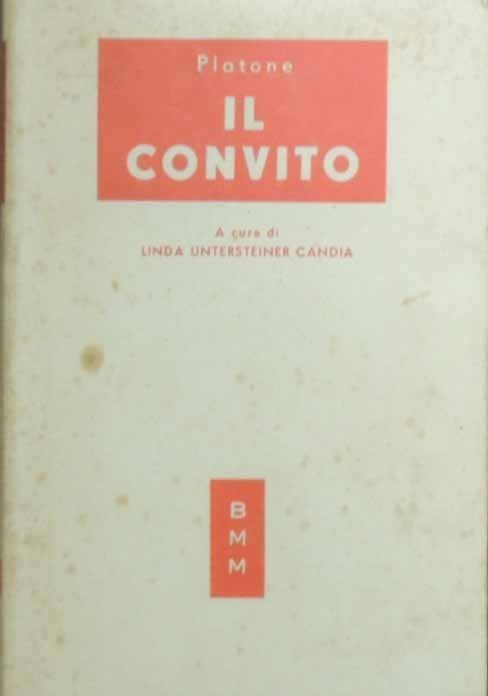 Platone
IL
CONVITO
A cura di
LINDA UNTERSTEINER CANDIA
B
M
M